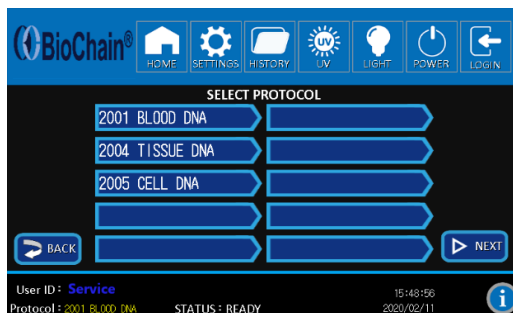 BioChain®
HOME SETTINGS HISTORY UV LIGHT POWER LOGIN
UV
SELECT PROTOCOL
2001 BLOOD DNA
2004 TISSUE DNA
2005 CELL DNA
BACK
NEXT
User ID : Service
15:48:56
Protocol : 2001 BLOOD DNA STATUS : READY 2020/02/11